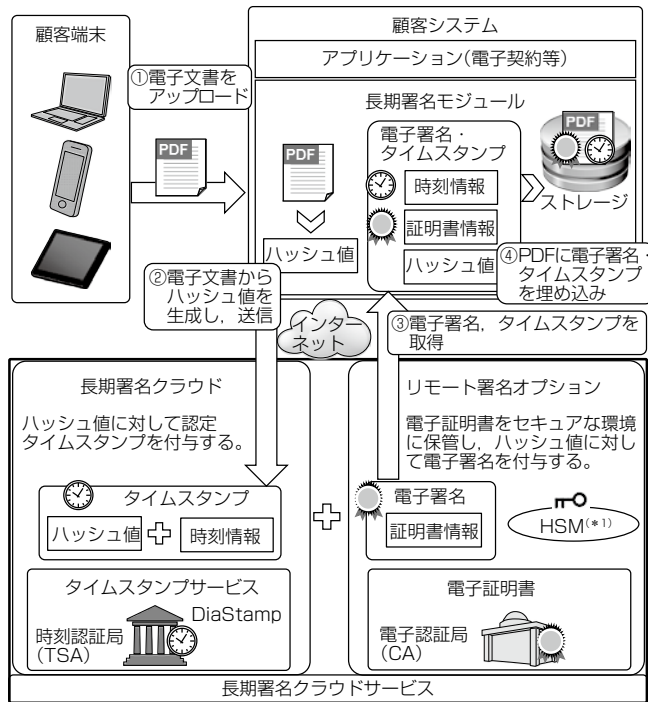 顧客端末
①電子文書を
アップロード
PDF
顧客システム
アプリケーション(電子契約等)
長期署名モジュール
PDF
ハッシュ値
電子署名・
タイムスタンプ
時刻情報
証明書情報
ハッシュ値
PDF
ストレージ
②電子文書から
ハッシュ値を
生成し，送信
④PDFに電子署名・
タイムスタンプ
を埋め込み
インター
ネット
③電子署名，タイムスタンプを
取得
長期署名クラウド
ハッシュ値に対して認定
タイムスタンプを付与する。
タイムスタンプ
ハッシュ値
時刻情報
タイムスタンプサービス
DiaStamp
時刻認証局
(TSA)
リモート署名オプション
電子証明書をセキュアな環境
に保管し，ハッシュ値に対し
て電子署名を付与する。
電子署名
証明書情報
HSM(＊1)
電子証明書
電子認証局
(CA)
長期署名クラウドサービス